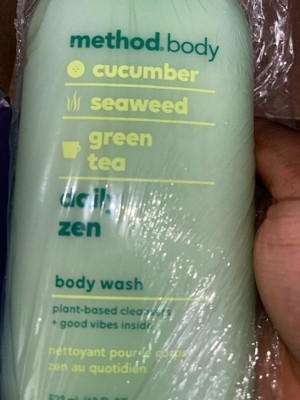 method. body
cucumber
seaweed
green
tea
daily
zen
body wash
plant-based cleansers
+ good vibes inside
nettoyant pour le corps
zen au quotidien